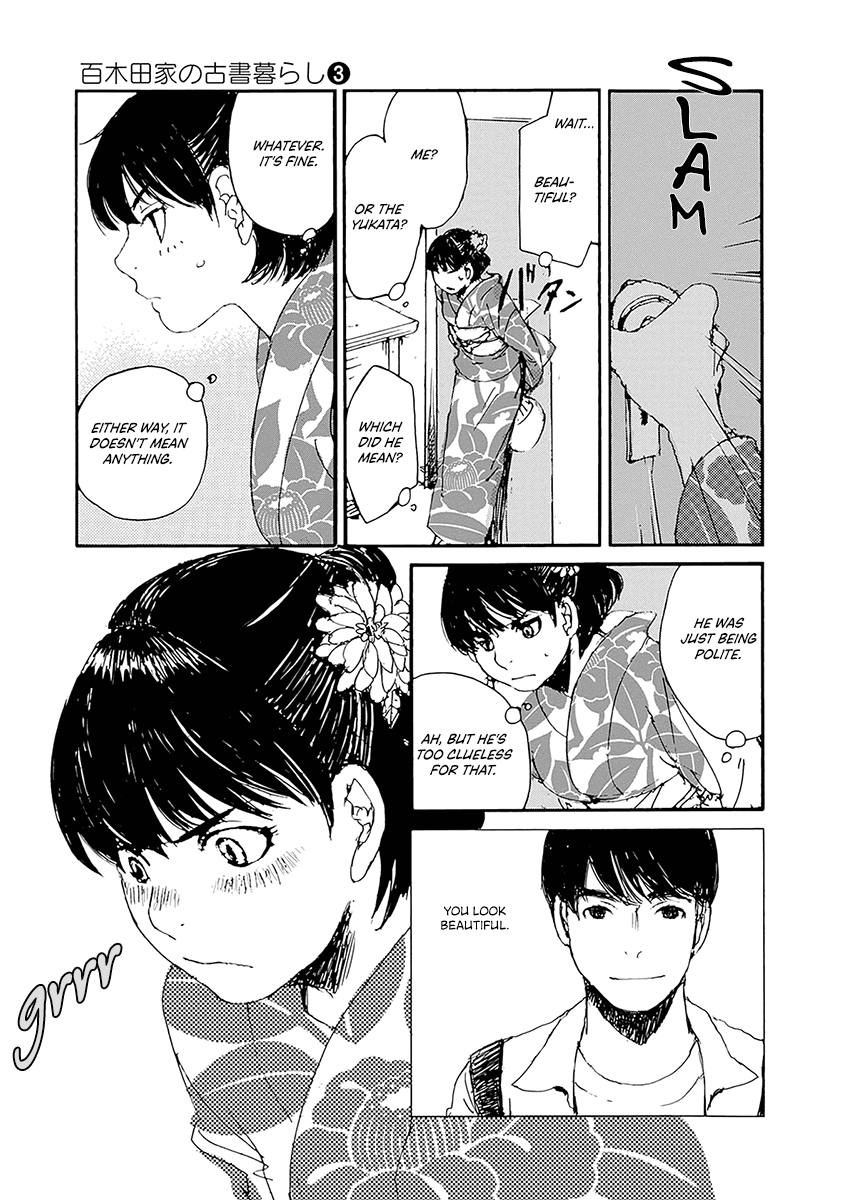 百木田家の古書暮らし❸
SLAM
WAIT...
BEAU-
TIFUL?
バタン
ME?
OR THE
YUKATA?
WHICH
DID HE
MEAN?
WHATEVER.
IT'S FINE.
EITHER WAY, IT
DOESN'T MEAN
ANYTHING.
HE WAS
JUST BEING
POLITE.
AH, BUT HE'S
TOO CLUELESS
FOR THAT.
YOU LOOK
BEAUTIFUL.
grrr